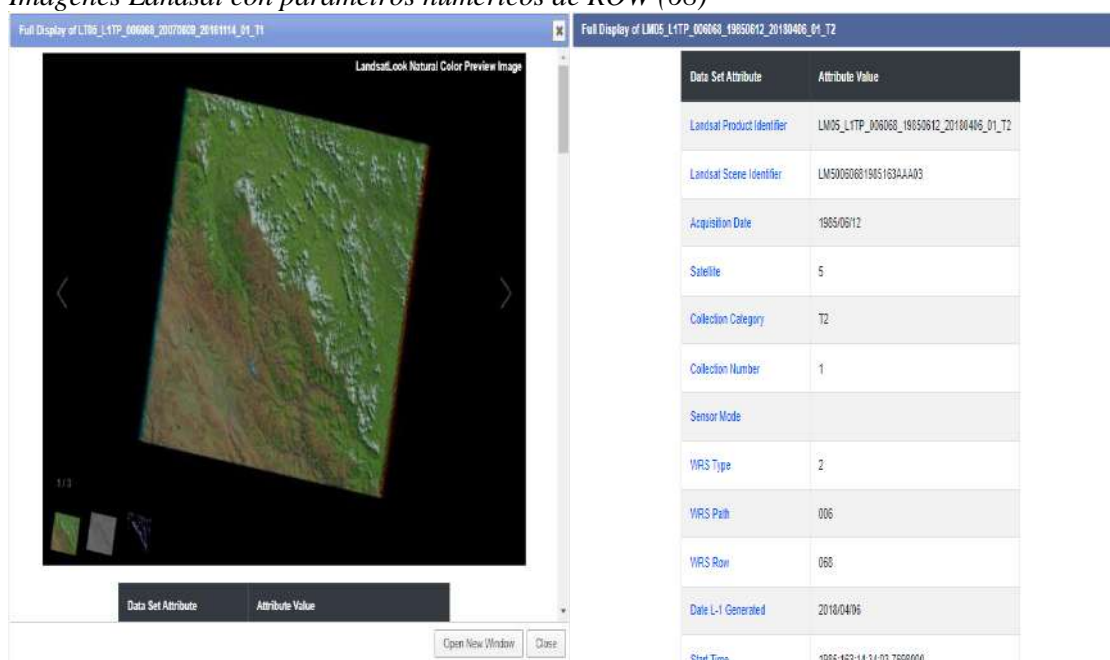 Imágenes Landsat con parámetros numéricos de ROW (68)
Full Display of LT05_L1TP_006068_20070609_20161114_01_T1
LandsatLook Natural Color Preview Image
1 / 3
Data Set Attribute Attribute Value
Open New Window Close
Full Display of LM05_L1TP_006068_19850612_20180406_01_T2
Data Set Attribute Attribute Value
Landsat Product Identifier LM05_L1TP_006068_19850612_20180406_01_T2
Landsat Scene Identifier LM50060681985163AAA03
Acquisition Date 1985/06/12
Satellite 5
Collection Category T2
Collection Number 1
Sensor Mode
WRS Type 2
WRS Path 006
WRS Row 068
Date L-1 Generated 2018/04/06
Start Time